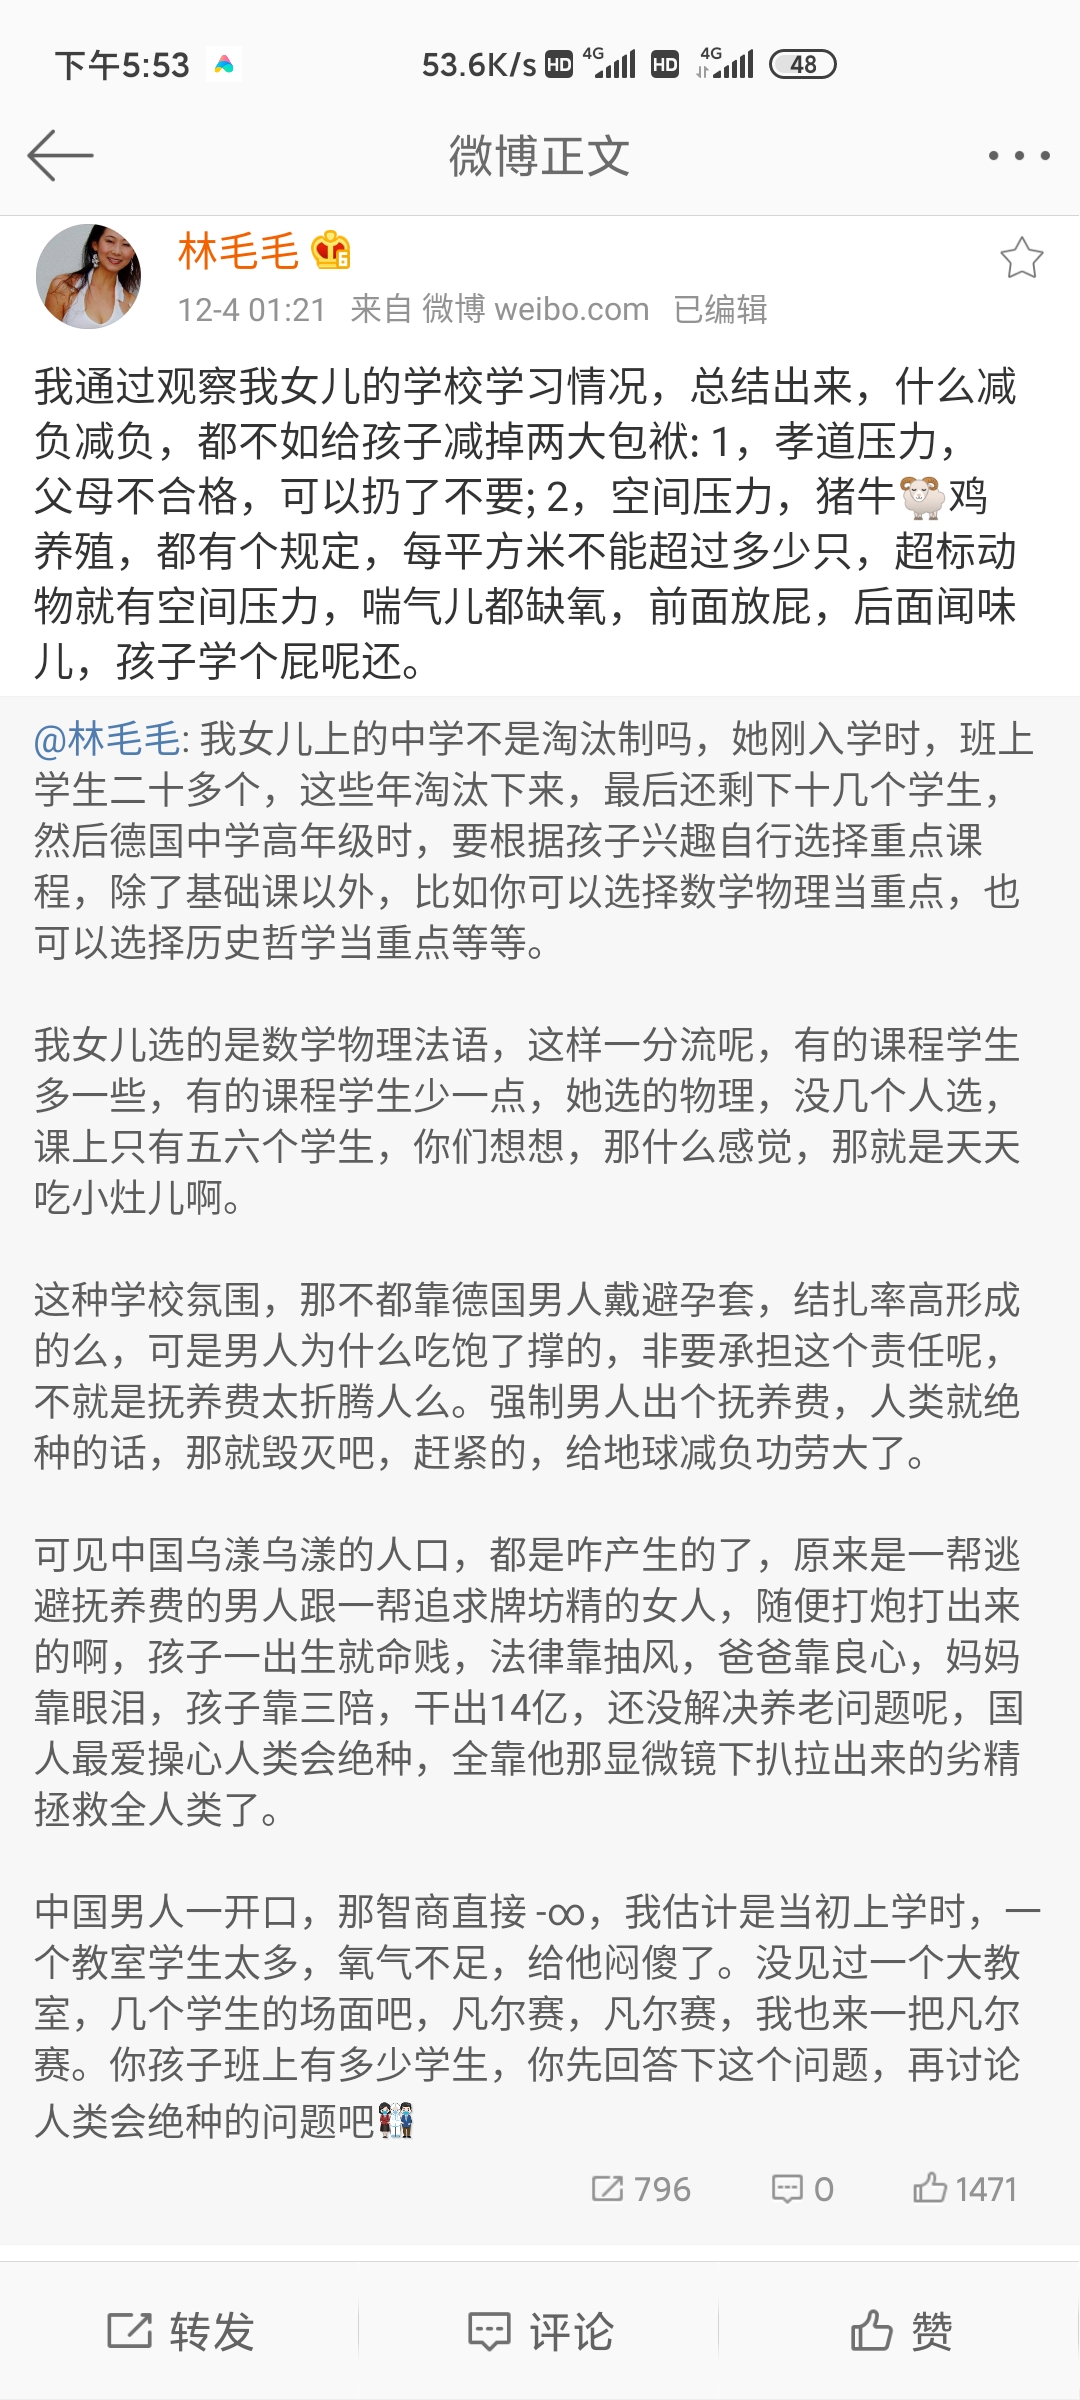 下午5:53
53.6K/s HD 4G HD 4G 48
微博正文
林毛毛
12-4 01:21 来自 微博 weibo.com 已编辑
我通过观察我女儿的学校学习情况，总结出来，什么减
负减负，都不如给孩子减掉两大包袱: 1，孝道压力，
父母不合格，可以扔了不要; 2，空间压力，猪牛🐏鸡
养殖，都有个规定，每平方米不能超过多少只，超标动
物就有空间压力，喘气儿都缺氧，前面放屁，后面闻味
儿，孩子学个屁呢还。
@林毛毛: 我女儿上的中学不是淘汰制吗，她刚入学时，班上
学生二十多个，这些年淘汰下来，最后还剩下十几个学生，
然后德国中学高年级时，要根据孩子兴趣自行选择重点课
程，除了基础课以外，比如你可以选择数学物理当重点，也
可以选择历史哲学当重点等等。
我女儿选的是数学物理法语，这样一分流呢，有的课程学生
多一些，有的课程学生少一点，她选的物理，没几个人选，
课上只有五六个学生，你们想想，那什么感觉，那就是天天
吃小灶儿啊。
这种学校氛围，那不都靠德国男人戴避孕套，结扎率高形成
的么，可是男人为什么吃饱了撑的，非要承担这个责任呢，
不就是抚养费太折腾人么。强制男人出个抚养费，人类就绝
种的话，那就毁灭吧，赶紧的，给地球减负功劳大了。
可见中国乌漾乌漾的人口，都是咋产生的了，原来是一帮逃
避抚养费的男人跟一帮追求牌坊精的女人，随便打炮打出来
的啊，孩子一出生就命贱，法律靠抽风，爸爸靠良心，妈妈
靠眼泪，孩子靠三陪，干出14亿，还没解决养老问题呢，国
人最爱操心人类会绝种，全靠他那显微镜下扒拉出来的劣精
拯救全人类了。
中国男人一开口，那智商直接 -∞，我估计是当初上学时，一
个教室学生太多，氧气不足，给他闷傻了。没见过一个大教
室，几个学生的场面吧，凡尔赛，凡尔赛，我也来一把凡尔
赛。你孩子班上有多少学生，你先回答下这个问题，再讨论
人类会绝种的问题吧
796 0 1471
转发 评论 赞